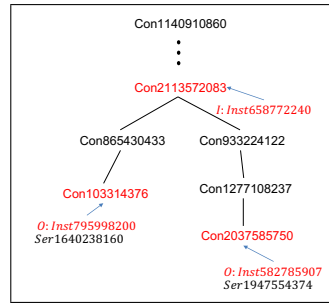 Con1140910860
Con2113572083
I: Inst658772240
Con865430433
Con933224122
Con1277108237
Con103314376
O: Inst795998200
Ser1640238160
Con2037585750
O: Inst582785907
Ser1947554374